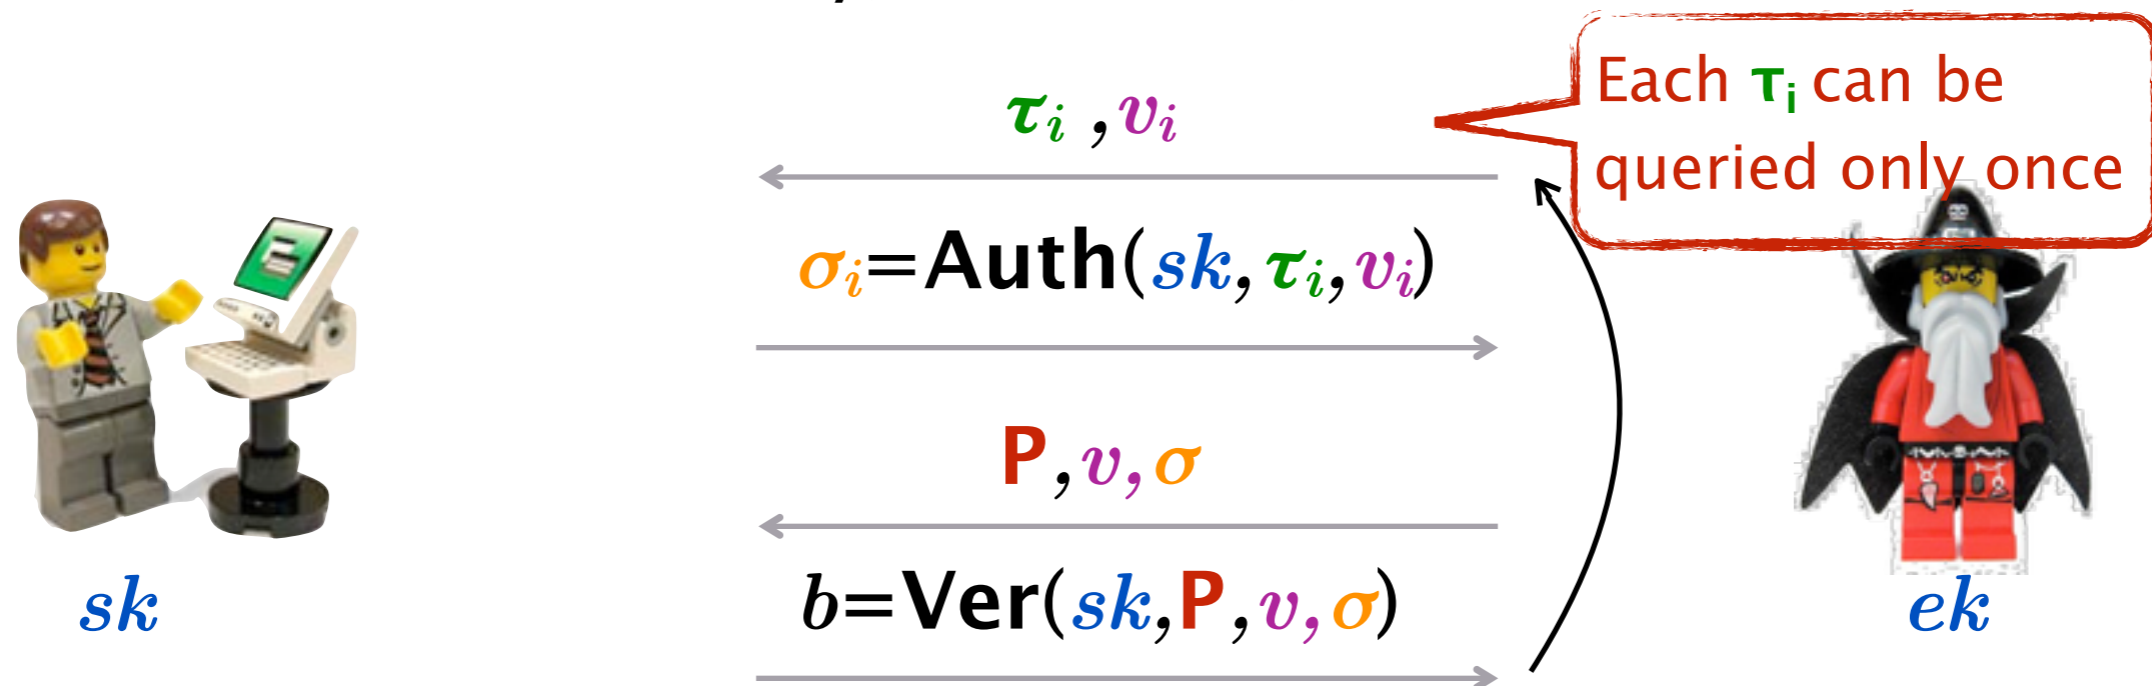 τᵢ , vᵢ
Each τᵢ can be
queried only once
σᵢ=Auth(sk, τᵢ, vᵢ)
P, v, σ
b=Ver(sk,P, v, σ)
sk
ek